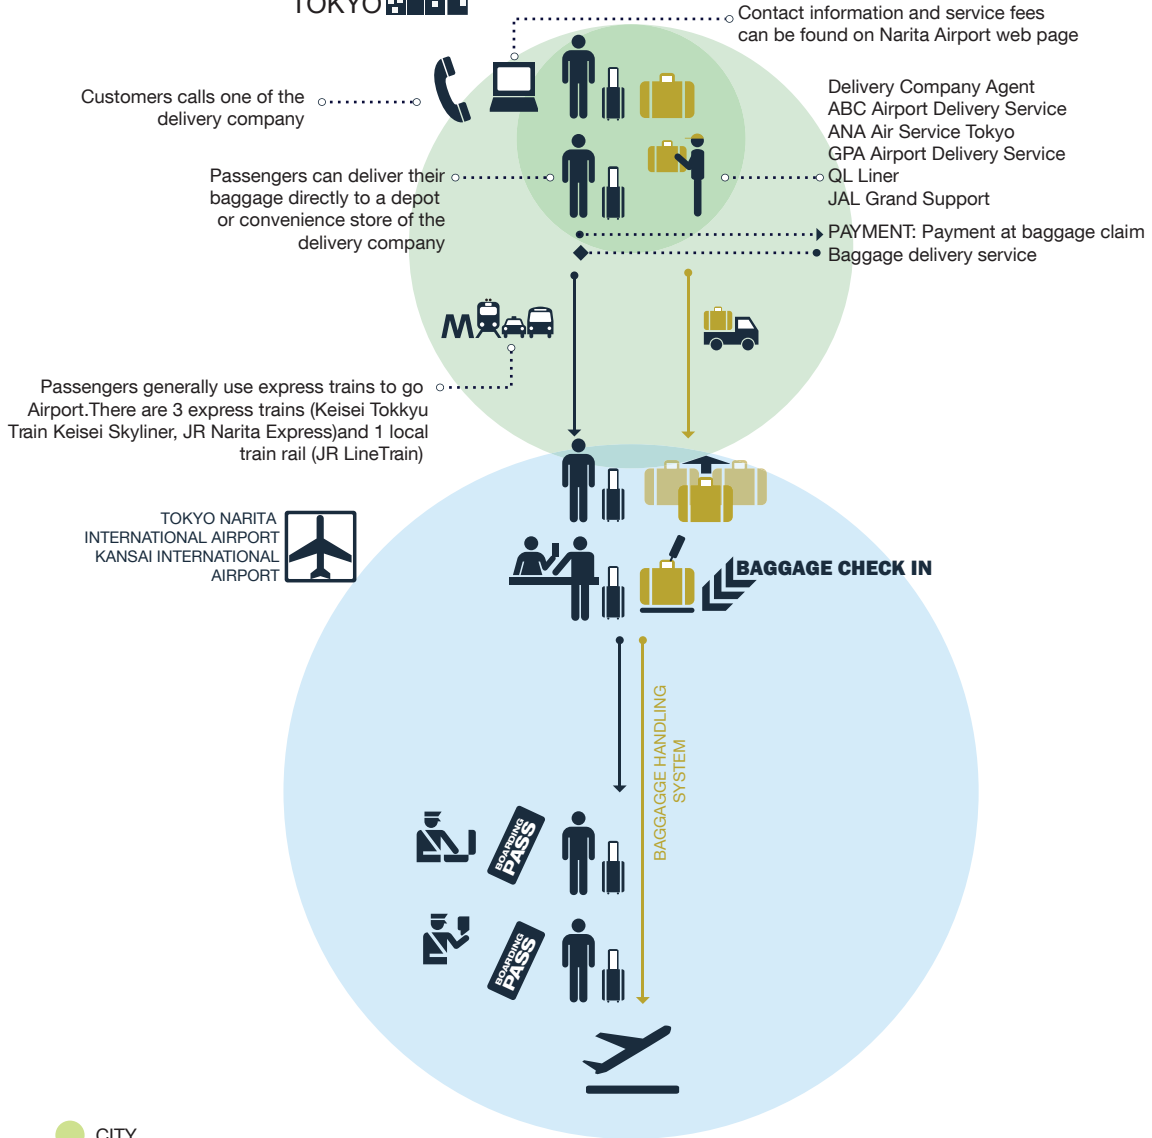 TOKYO
Contact information and service fees
can be found on Narita Airport web page
Customers calls one of the
delivery company
Delivery Company Agent
ABC Airport Delivery Service
ANA Air Service Tokyo
GPA Airport Delivery Service
QL Liner
JAL Grand Support
Passengers can deliver their
baggage directly to a depot
or convenience store of the
delivery company
PAYMENT: Payment at baggage claim
Baggage delivery service
Passengers generally use express trains to go
Airport.There are 3 express trains (Keisei Tokkyu
Train Keisei Skyliner, JR Narita Express)and 1 local
train rail (JR LineTrain)
TOKYO NARITA
INTERNATIONAL AIRPORT
KANSAI INTERNATIONAL
AIRPORT
BAGGAGE CHECK IN
BAGGAGGE HANDLING
SYSTEM
BOARDING
PASS
BOARDING
PASS
CITY